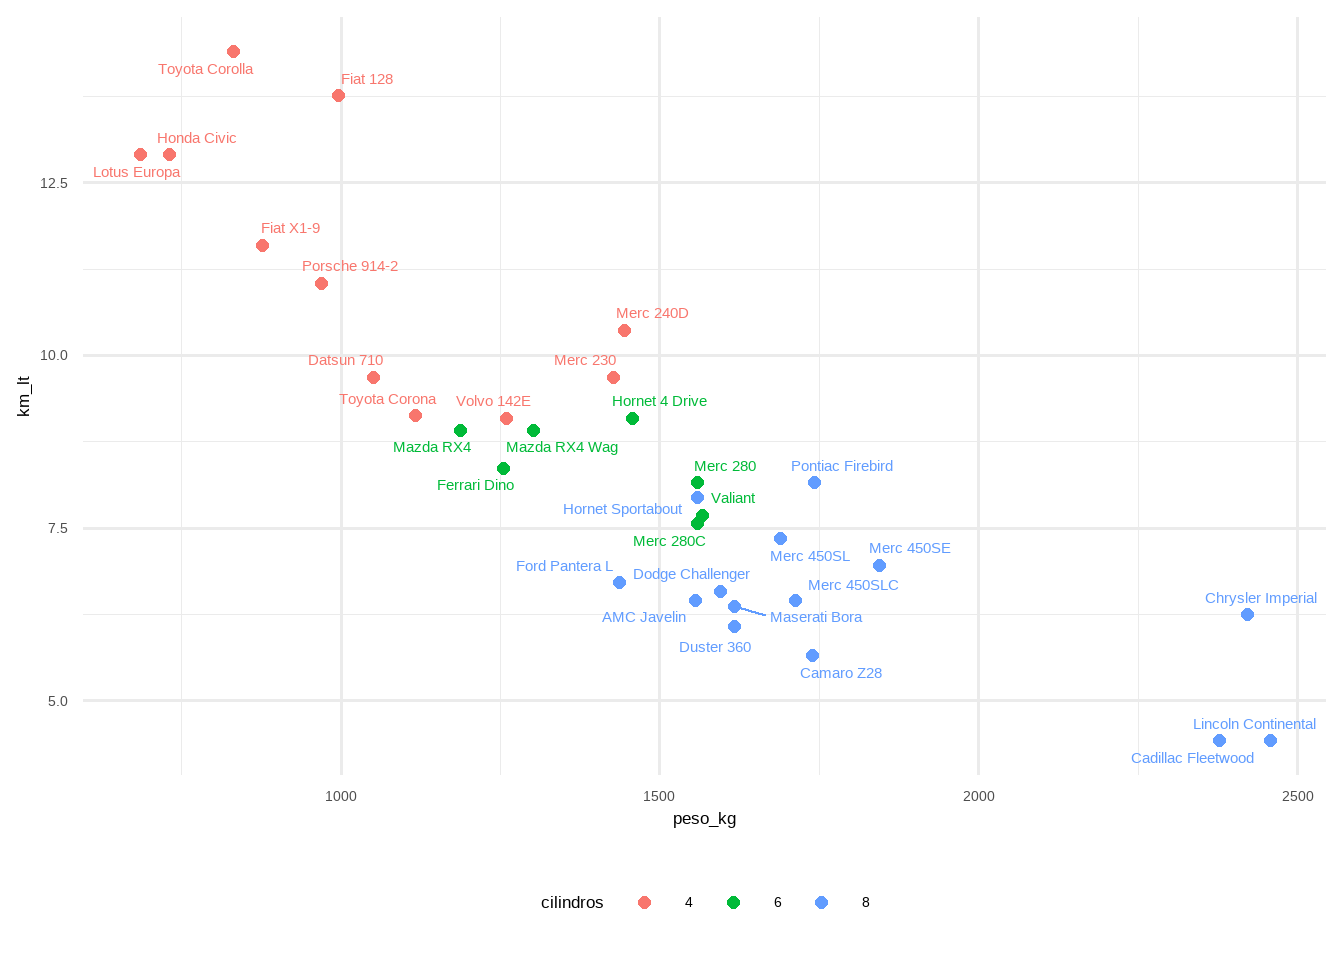 Toyota Corolla
Fiat 128
Honda Civic
Lotus Europa
12.5
Fiat X1-9
Porsche 914-2
Merc 240D
10.0
Datsun 710
Merc 230
km_lt
Toyota Corona
Volvo 142E
Hornet 4 Drive
Mazda RX4
Mazda RX4 Wag
Merc 280
Pontiac Firebird
Ferrari Dino
Valiant
Hornet Sportabout
7.5
Merc 280C
Merc 450SL
Merc 450SE
Ford Pantera L
Dodge Challenger
Merc 450SLC
Chrysler Imperial
AMC Javelin
Maserati Bora
Duster 360
Camaro Z28
5.0
Lincoln Continental
Cadillac Fleetwood
1000
1500
2000
2500
peso_kg
cilindros 4 6 8